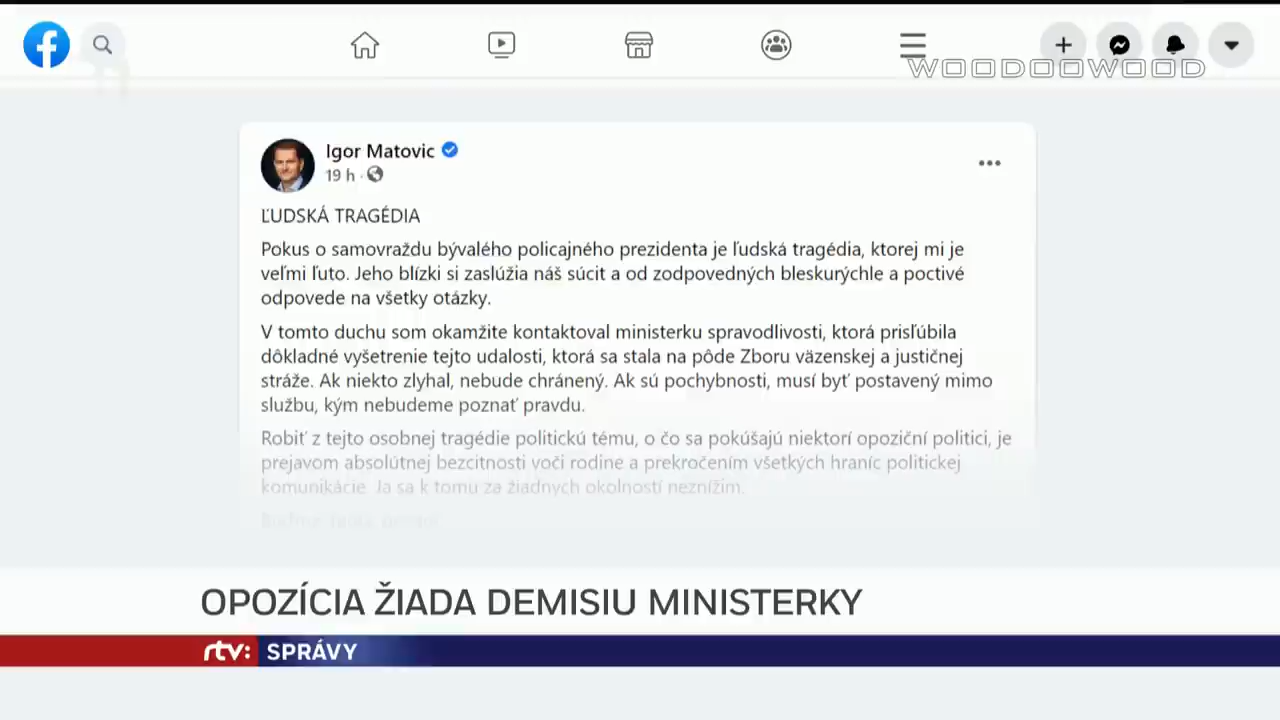 WOODOOWOOD
Igor Matovic
19 h ·
ĽUDSKÁ TRAGÉDIA
Pokus o samovraždu bývalého policajného prezidenta je ľudská tragédia, ktorej mi je
veľmi ľuto. Jeho blízki si zaslúžia náš súcit a od zodpovedných bleskurýchle a poctivé
odpovede na všetky otázky.
V tomto duchu som okamžite kontaktoval ministerku spravodlivosti, ktorá prisľúbila
dôkladné vyšetrenie tejto udalosti, ktorá sa stala na pôde Zboru väzenskej a justičnej
stráže. Ak niekto zlyhal, nebude chránený. Ak sú pochybnosti, musí byť postavený mimo
službu, kým nebudeme poznať pravdu.
Robiť z tejto osobnej tragédie politickú tému, o čo sa pokúšajú niektorí opoziční politici, je
prejavom absolútnej bezcitnosti voči rodine a prekročením všetkých hraníc politickej
komunikácie. Ja sa k tomu za žiadnych okolností neznížim.
OPOZÍCIA ŽIADA DEMISIU MINISTERKY
rtv: SPRÁVY